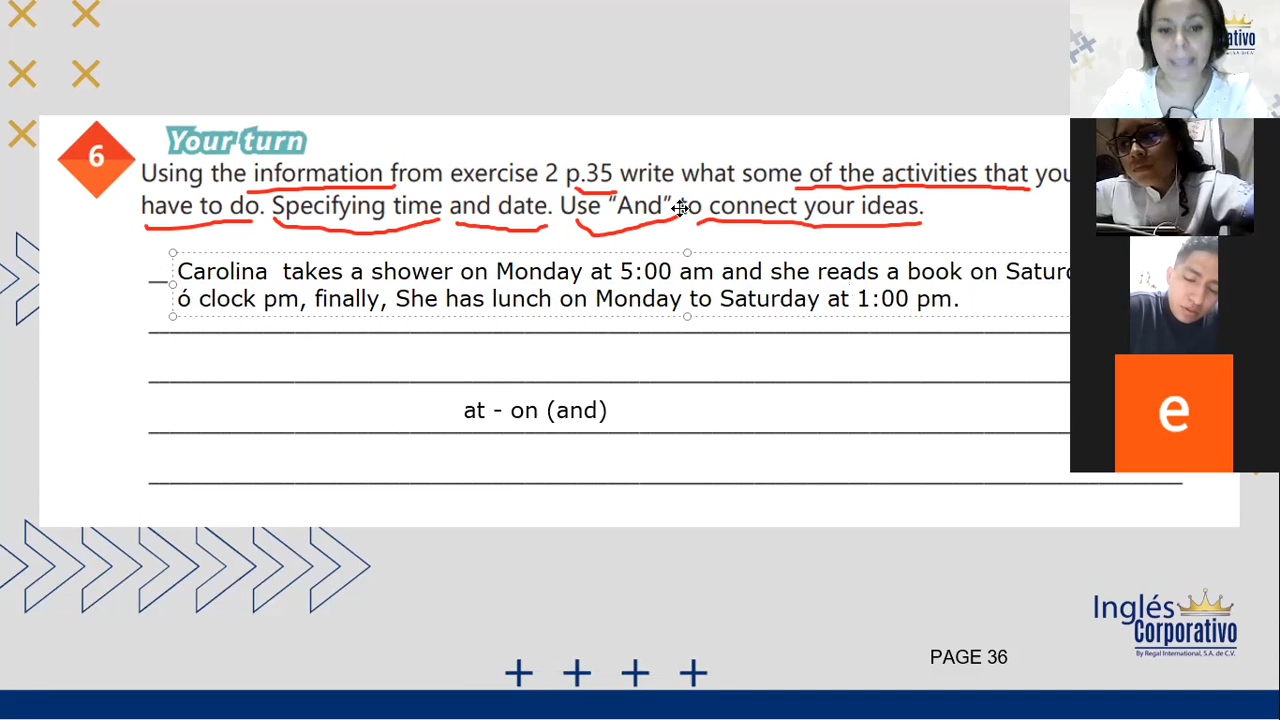 6
Your turn
Using the information from exercise 2 p.35 write what some of the activities that you
have to do. Specifying time and date. Use “And” to connect your ideas.
Carolina takes a shower on Monday at 5:00 am and she reads a book on
ó clock pm, finally, She has lunch on Monday to Saturday at 1:00 pm.
at - on (and)
e
Inglés
Corporativo
By Regal International, S.A. de C.V.
PAGE 36